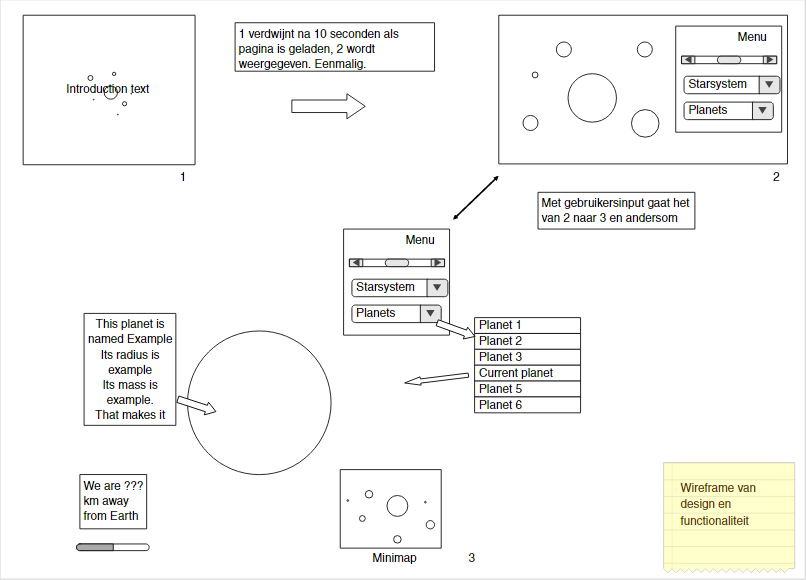 Introduction text
1
1 verdwijnt na 10 seconden als
pagina is geladen, 2 wordt
weergegeven. Eenmalig.
Menu
Starsystem
Planets
2
Met gebruikersinput gaat het
van 2 naar 3 en andersom
Menu
Starsystem
Planets
Planet 1
Planet 2
Planet 3
Current planet
Planet 5
Planet 6
This planet is
named Example
Its radius is
example
Its mass is
example.
That makes it
We are ???
km away
from Earth
Minimap
3
Wireframe van
design en
functionaliteit